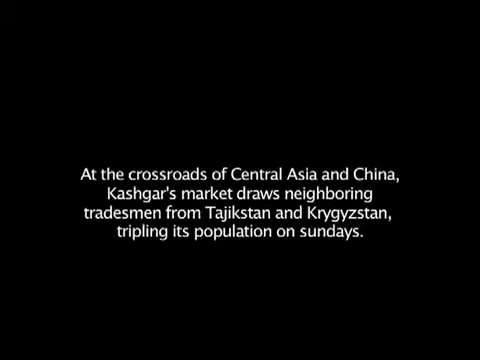 At the crossroads of Central Asia and China,
Kashgar's market draws neighboring
tradesmen from Tajikstan and Krygyzstan,
tripling its population on sundays.